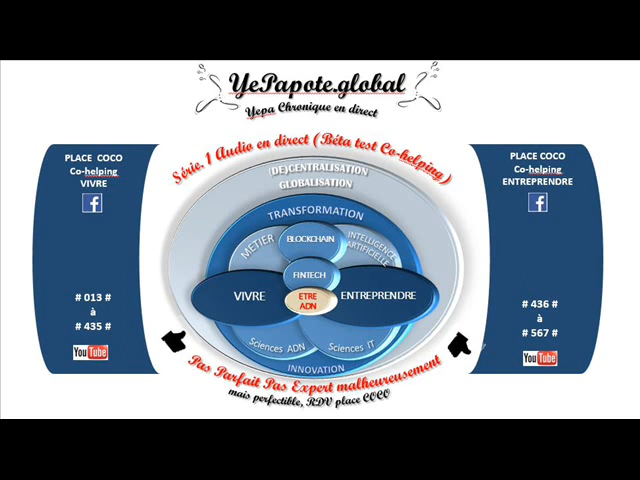 YePapote.global
Yepa Chronique en direct
Série, 1 Audio en direct (Béta test Co-helping)
PLACE COCO
Co-helping
VIVRE
# 013 #
à
# 435 #
YouTube
(DE)CENTRALISATION
GLOBALISATION
TRANSFORMATION
METIER
BLOCKCHAIN
INTELLIGENCE
ARTIFICIELLE
FINTECH
VIVRE
ETRE
ADN
ENTREPRENDRE
Sciences ADN
Sciences IT
INNOVATION
PLACE COCO
Co-helping
ENTREPRENDRE
# 436 #
à
# 567 #
YouTube
Pas Parfait Pas Expert malheureusement
mais perfectible, RDV place COCO